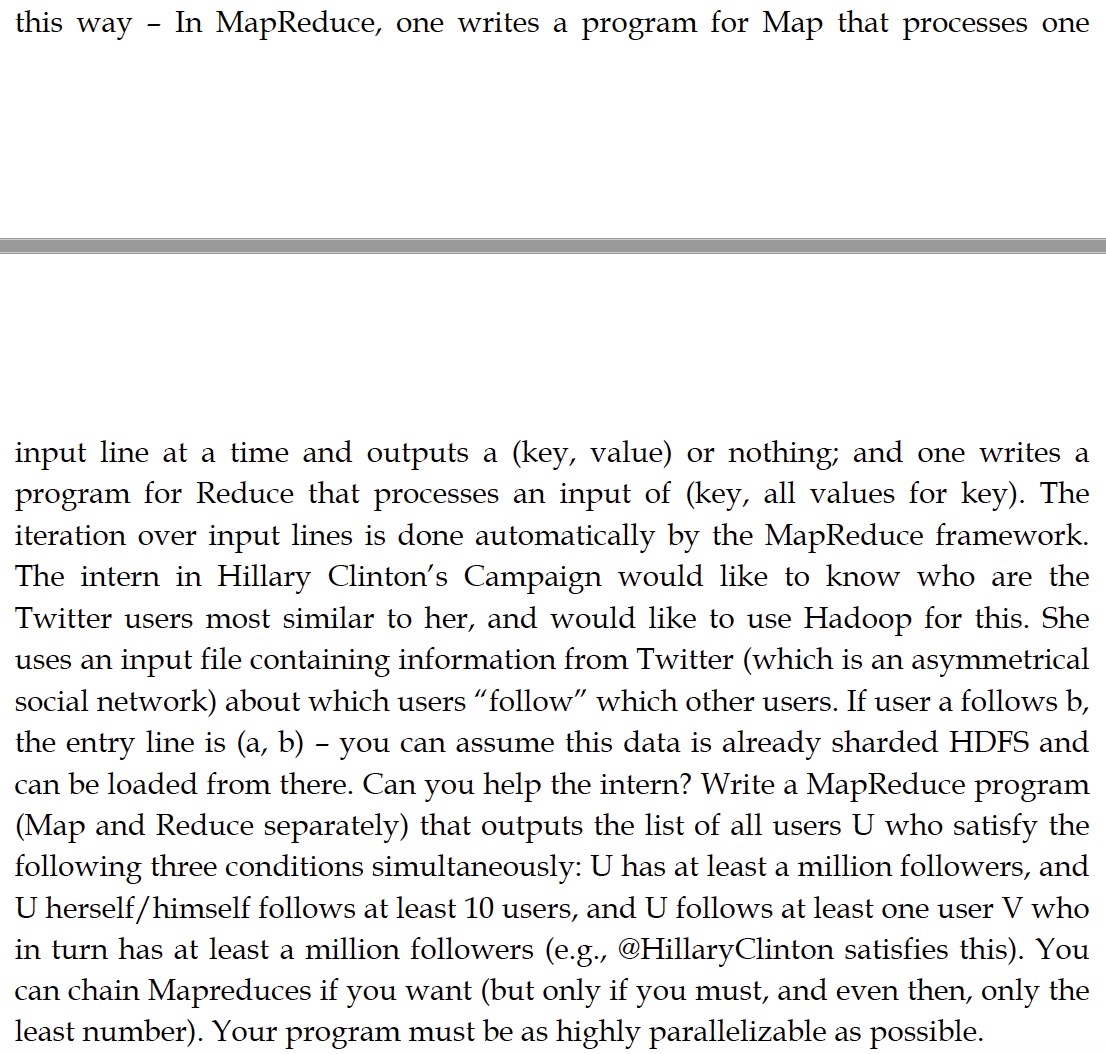 this way – In MapReduce, one writes a program for Map that processes one
input line at a time and outputs a (key, value) or nothing; and one writes a
program for Reduce that processes an input of (key, all values for key). The
iteration over input lines is done automatically by the MapReduce framework.
The intern in Hillary Clinton’s Campaign would like to know who are the
Twitter users most similar to her, and would like to use Hadoop for this. She
uses an input file containing information from Twitter (which is an asymmetrical
social network) about which users “follow” which other users. If user a follows b,
the entry line is (a, b) – you can assume this data is already sharded HDFS and
can be loaded from there. Can you help the intern? Write a MapReduce program
(Map and Reduce separately) that outputs the list of all users U who satisfy the
following three conditions simultaneously: U has at least a million followers, and
U herself/himself follows at least 10 users, and U follows at least one user V who
in turn has at least a million followers (e.g., @HillaryClinton satisfies this). You
can chain Mapreduces if you want (but only if you must, and even then, only the
least number). Your program must be as highly parallelizable as possible.